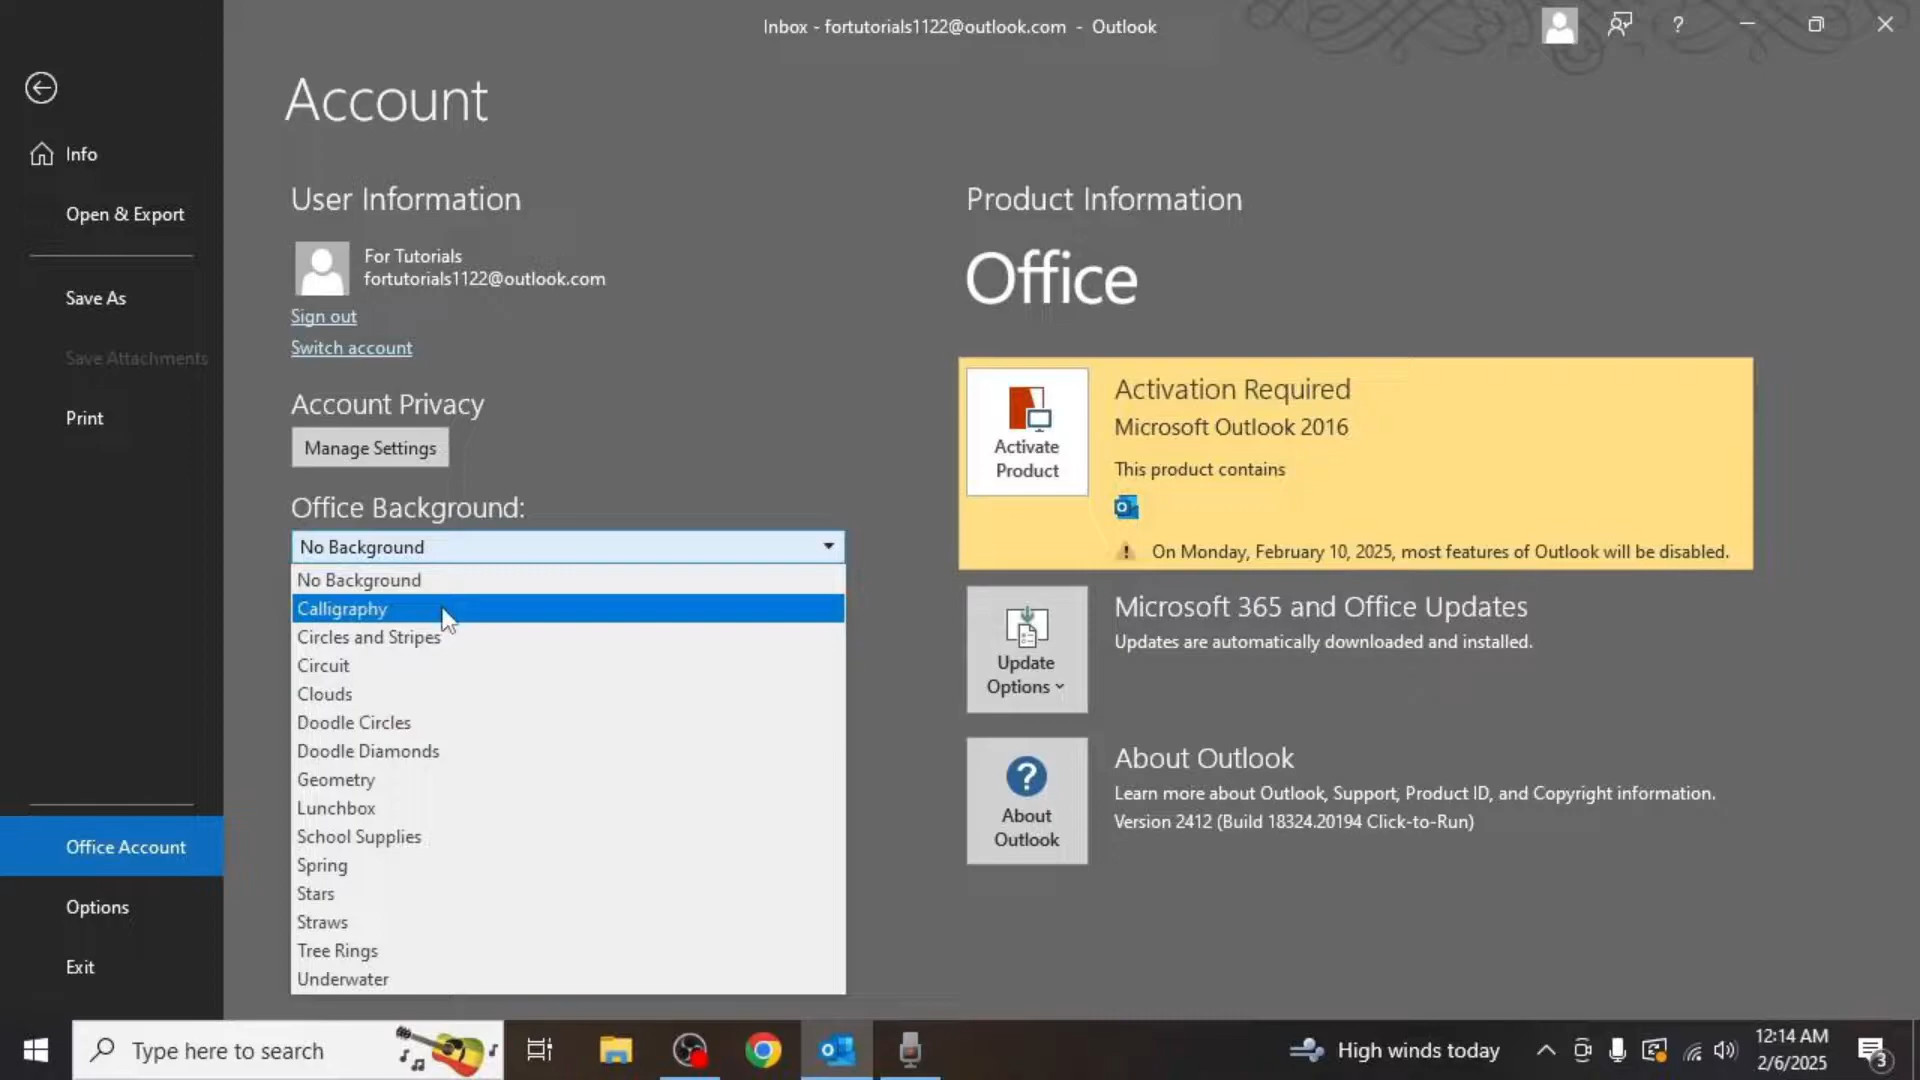 Inbox - fortutorials1122@outlook.com - Outlook
?
Account
Info
Open & Export
Save As
Save Attachments
Print
Office Account
Options
Exit
User Information
For Tutorials
fortutorials1122@outlook.com
Sign out
Switch account
Account Privacy
Manage Settings
Office Background:
No Background
No Background
Calligraphy
Circles and Stripes
Circuit
Clouds
Doodle Circles
Doodle Diamonds
Geometry
Lunchbox
School Supplies
Spring
Stars
Straws
Tree Rings
Underwater
Product Information
Office
Activate
Product
Activation Required
Microsoft Outlook 2016
This product contains
On Monday, February 10, 2025, most features of Outlook will be disabled.
Update
Options
Microsoft 365 and Office Updates
Updates are automatically downloaded and installed.
About
Outlook
About Outlook
Learn more about Outlook, Support, Product ID, and Copyright information.
Version 2412 (Build 18324.20194 Click-to-Run)
Type here to search
High winds today
12:14 AM
2/6/2025
3